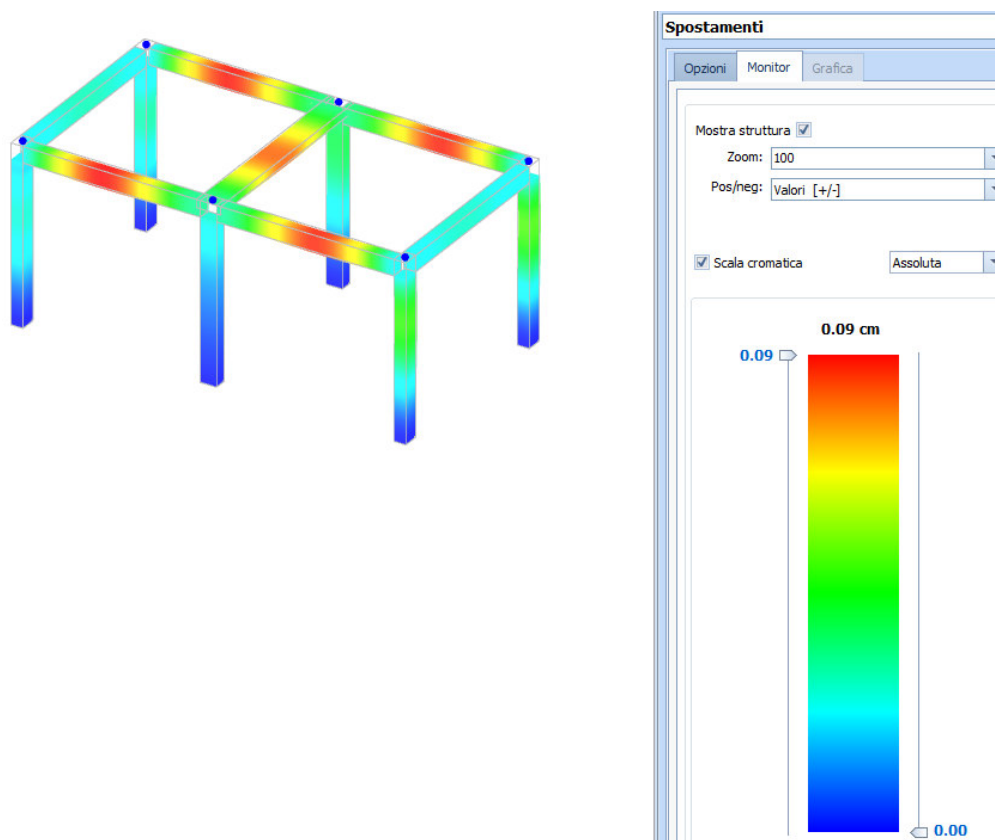 Spostamenti
Opzioni Monitor Grafica
Mostra struttura
Zoom: 100
Pos/neg: Valori [+/-]
Scala cromatica Assoluta
0.09 cm
0.09
0.00